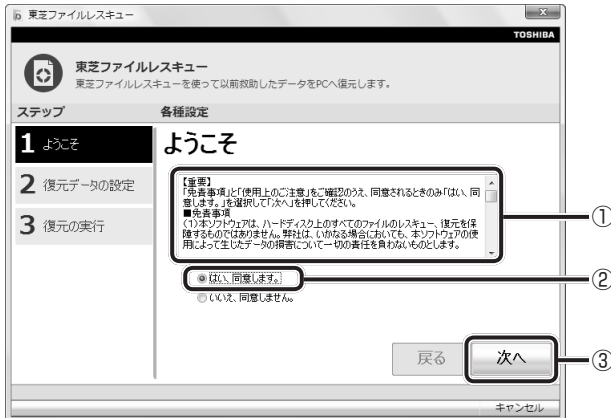 東芝ファイルレスキュー
TOSHIBA
東芝ファイルレスキュー
東芝ファイルレスキューを使って以前救助したデータをPCへ復元します。
ステップ
各種設定
1 ようこそ
2 復元データの設定
3 復元の実行
ようこそ
【重要】
「免責事項」と「使用上のご注意」をご確認のうえ、同意されるときのみ「はい、同
意します。」を選択して「次へ」を押してください。
■免責事項
(1)本ソフトウェアは、ハードディスク上のすべてのファイルのレスキュー、復元を保
障するものではありません。弊社は、いかなる場合においても、本ソフトウェアの使
用によって生じたデータの損害について一切の責任を負わないものとします。
①
はい、同意します。
②
いいえ、同意しません。
戻る
次へ
③
キャンセル